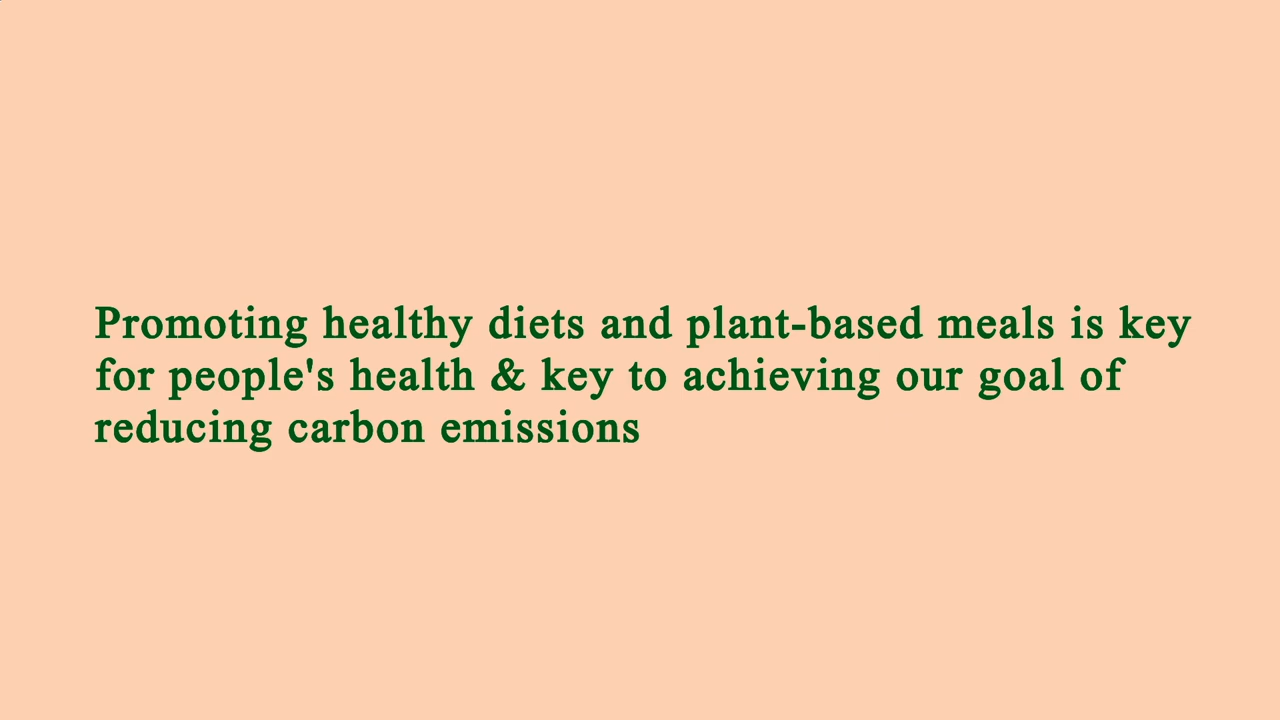 Promoting healthy diets and plant-based meals is key
for people's health & key to achieving our goal of
reducing carbon emissions